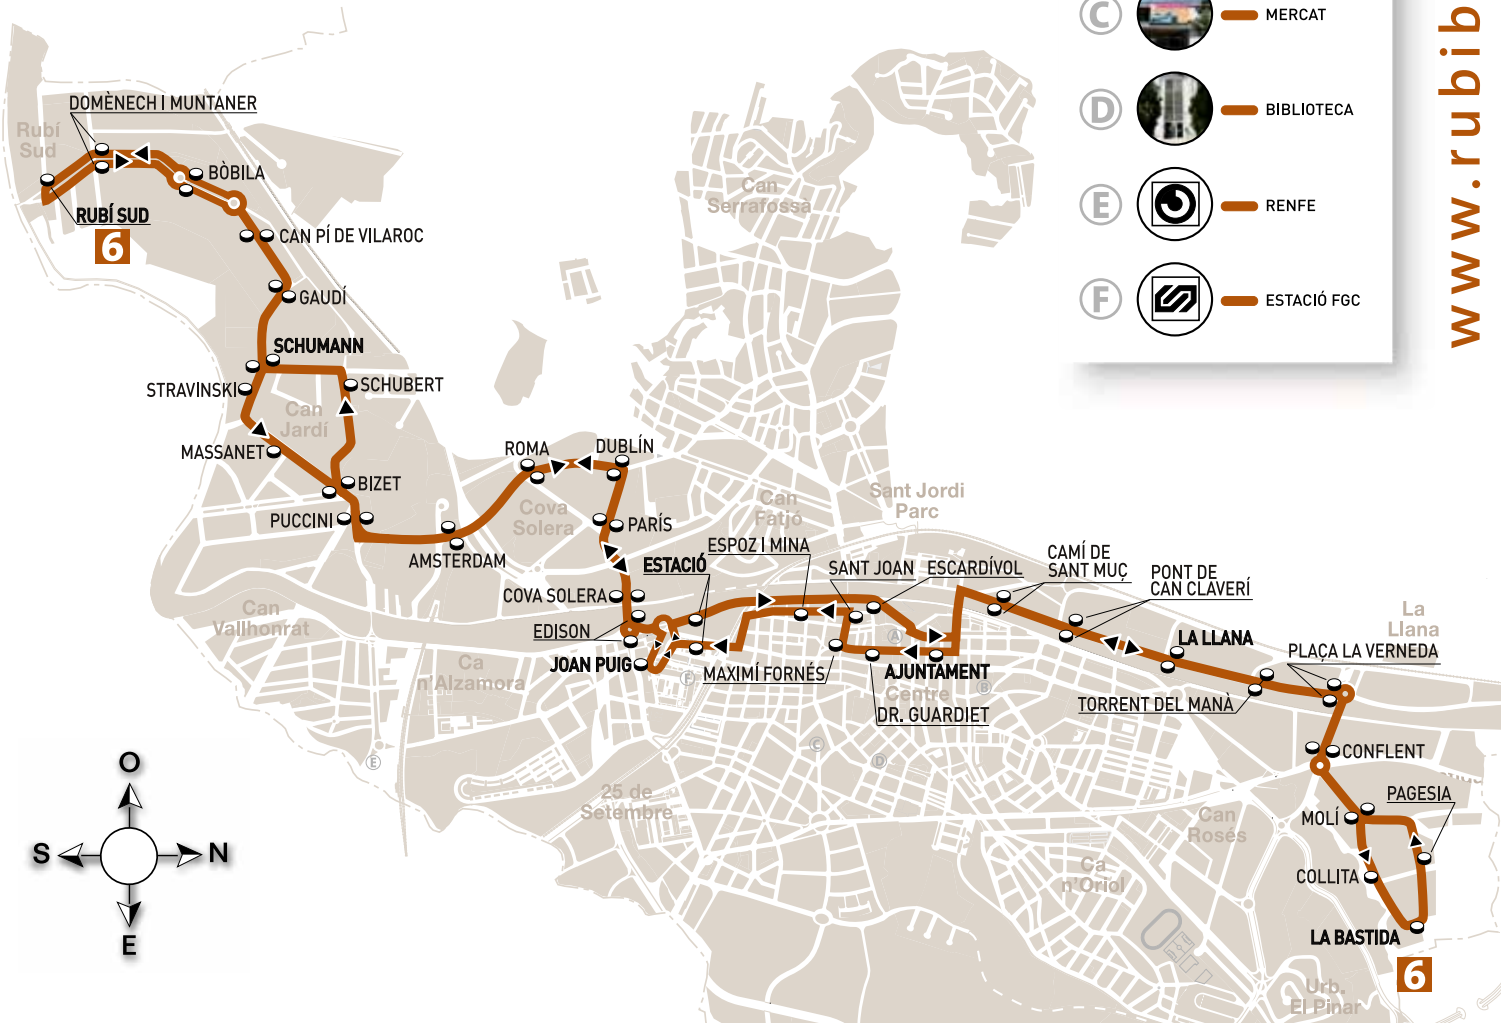 C
MERCAT
D
BIBLIOTECA
E
RENFE
F
ESTACIÓ FGC
www.rubib
DOMÈNECH I MUNTANER
Rubí
Sud
BÒBILA
RUBÍ SUD
6
CAN PÍ DE VILAROC
GAUDÍ
SCHUMANN
STRAVINSKI
SCHUBERT
Can
Jardí
MASSANET
BIZET
PUCCINI
AMSTERDAM
ROMA
DUBLÍN
Cova
Solera
PARÍS
Can
Serrafossà
Can
Fatjó
Sant Jordi
Parc
ESPOZ I MINA
ESTACIÓ
SANT JOAN
ESCARDÍVOL
CAMÍ DE
SANT MUÇ
PONT DE
CAN CLAVERÍ
COVA SOLERA
EDISON
JOAN PUIG
Can
Vallhonrat
Ca
n'Alzamora
F
MAXIMÍ FORNÉS
A
AJUNTAMENT
Centre
B
DR. GUARDIET
LA LLANA
La
Llana
PLAÇA LA VERNEDA
TORRENT DEL MANÀ
CONFLENT
C
D
E
25 de
Setembre
PAGESIA
MOLÍ
Can
Rosés
COLLITA
Ca
n'Oriol
LA BASTIDA
6
Urb.
El Pinar
O
S
N
E